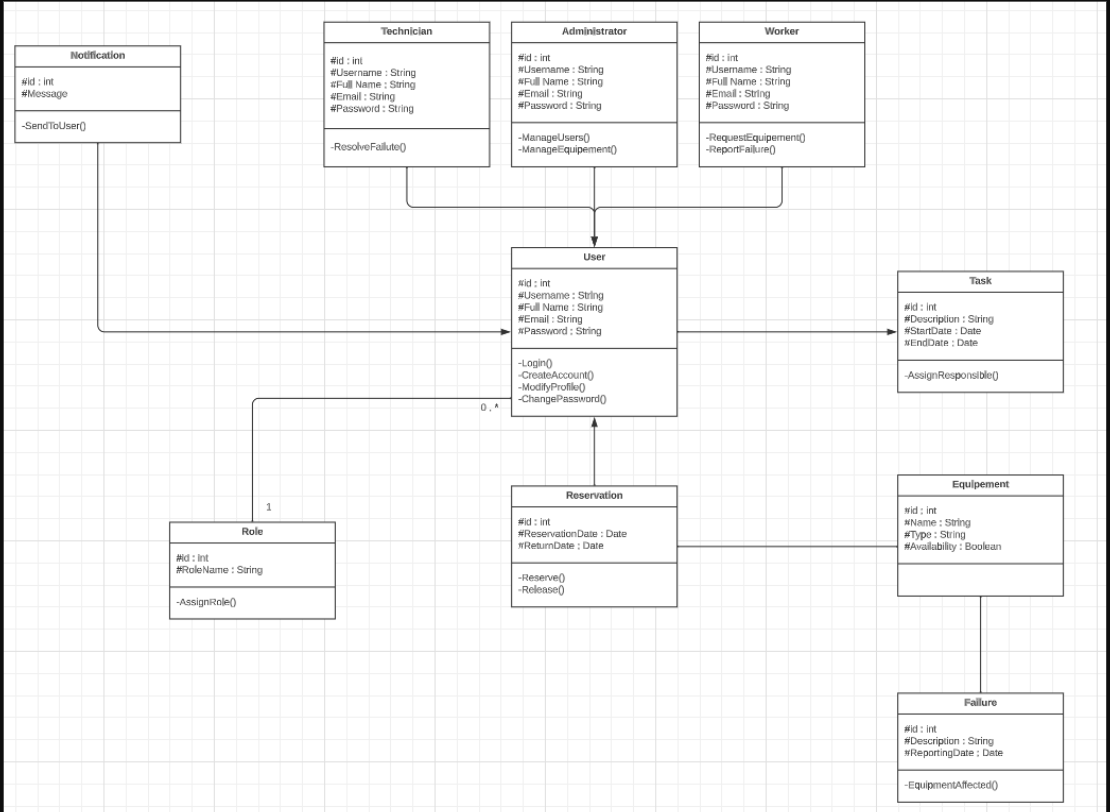 Notification
#id : int
#Message
-SendToUser()
Technician
#id : int
#Username : String
#Full Name : String
#Email : String
#Password : String
-ResolveFailute()
Administrator
#id : int
#Username : String
#Full Name : String
#Email : String
#Password : String
-ManageUsers()
-ManageEquipement()
Worker
#id : int
#Username : String
#Full Name : String
#Email : String
#Password : String
-RequestEquipement()
-ReportFailure()
User
#id : int
#Username : String
#Full Name : String
#Email : String
#Password : String
-Login()
-CreateAccount()
-ModifyProfile()
-ChangePassword()
0 . *
1
Task
#id : int
#Description : String
#StartDate : Date
#EndDate : Date
-AssignResponsible()
Role
#id : int
#RoleName : String
-AssignRole()
Reservation
#id : int
#ReservationDate : Date
#ReturnDate : Date
-Reserve()
-Release()
Equipement
#id : int
#Name : String
#Type : String
#Availability : Boolean
Failure
#id : int
#Description : String
#ReportingDate : Date
-EquipmentAffected()